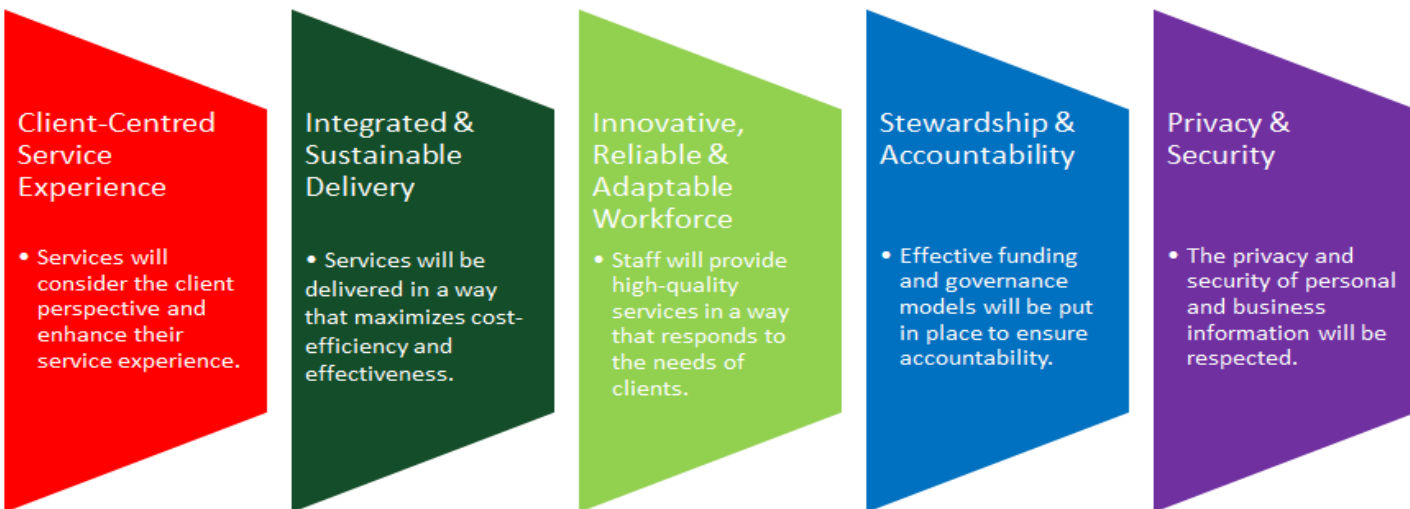 Client-Centred
Service
Experience
• Services will
consider the client
perspective and
enhance their
service experience.
Integrated &
Sustainable
Delivery
• Services will be
delivered in a way
that maximizes cost-
efficiency and
effectiveness.
Innovative,
Reliable &
Adaptable
Workforce
• Staff will provide
high-quality
services in a way
that responds to
the needs of
clients.
Stewardship &
Accountability
• Effective funding
and governance
models will be put
in place to ensure
accountability.
Privacy &
Security
• The privacy and
security of personal
and business
information will be
respected.